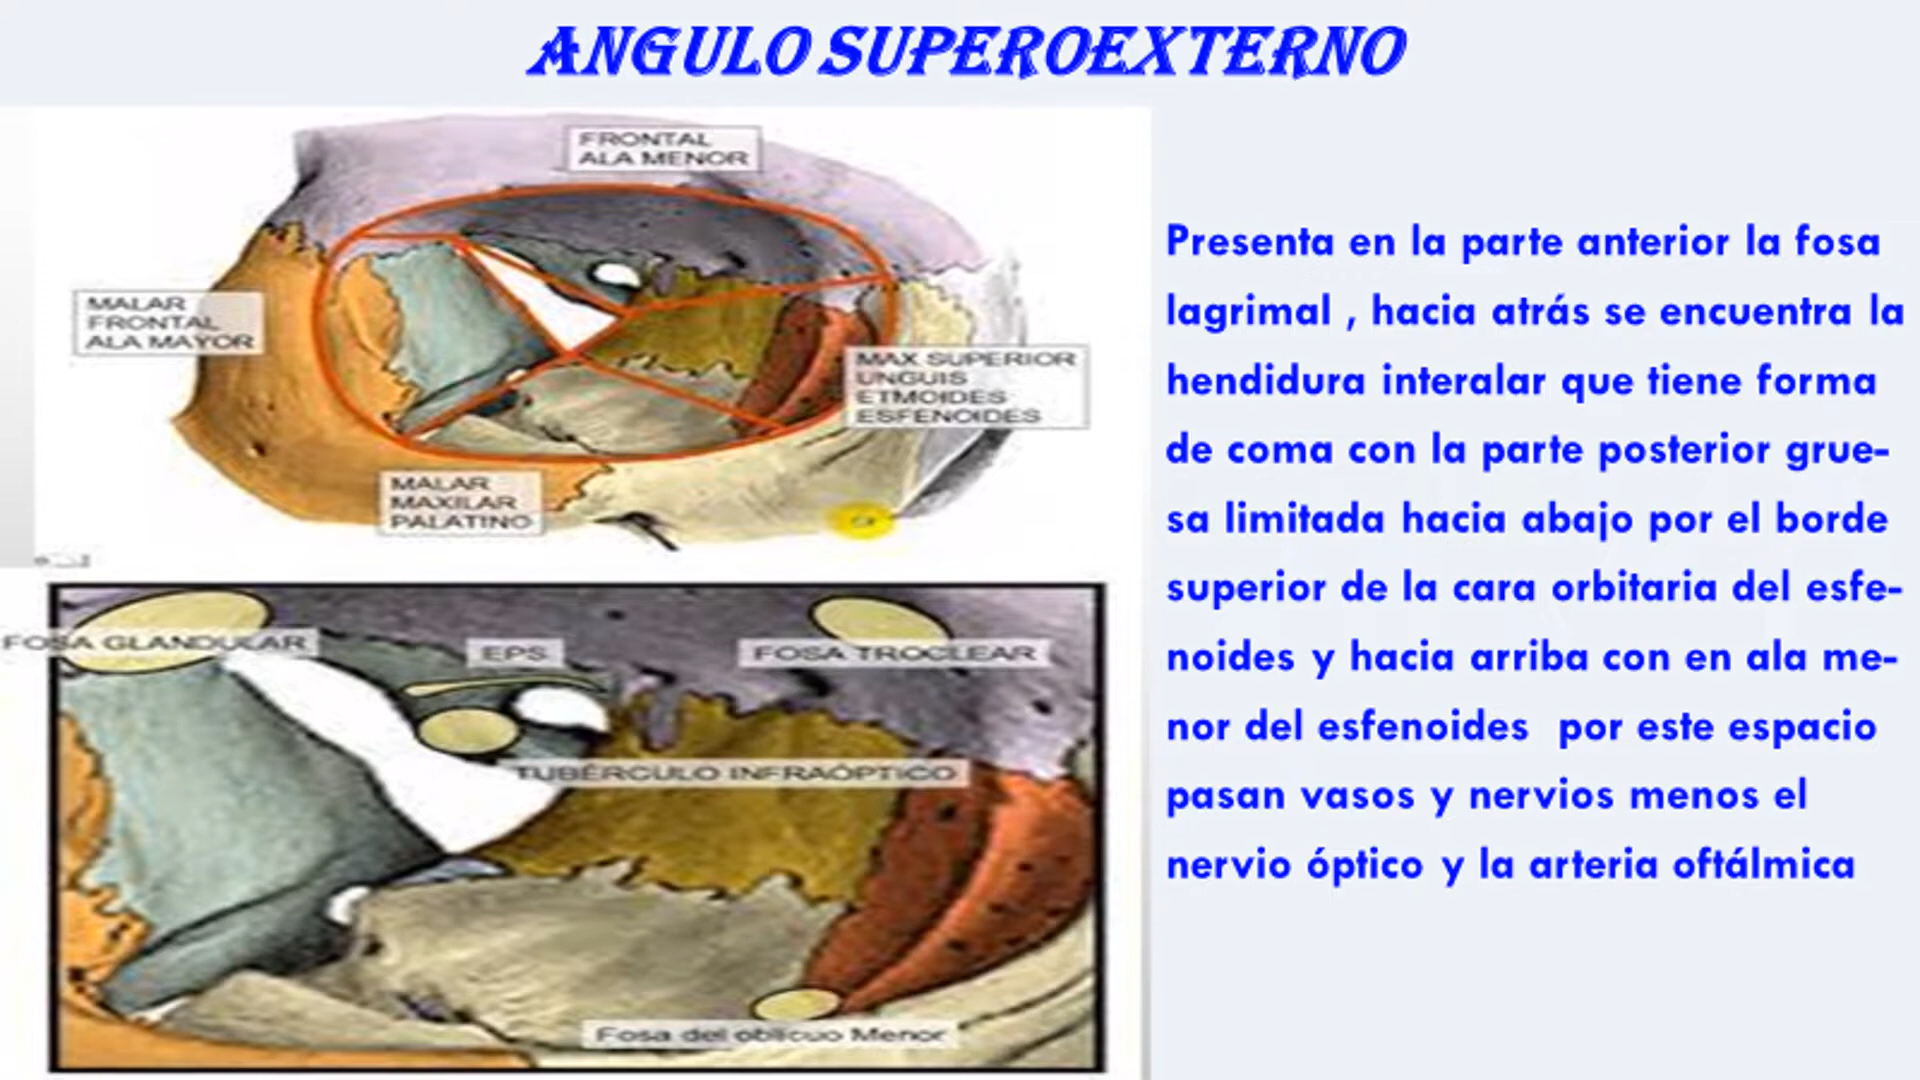 ANGULO SUPEROEXTERNO
FRONTAL
ALA MENOR
MALAR
FRONTAL
ALA MAYOR
MAX SUPERIOR
UNGUIS
ETMOIDES
ESFENOIDES
MALAR
MAXILAR
PALATINO
FOSA GLANDULAR
EPS
FOSA TROCLEAR
TUBÉRCULO INFRAÓPTICO
Fosa del oblicuo Menor
Presenta en la parte anterior la fosa
lagrimal , hacia atrás se encuentra la
hendidura interalar que tiene forma
de coma con la parte posterior grue-
sa limitada hacia abajo por el borde
superior de la cara orbitaria del esfe-
noides y hacia arriba con en ala me-
nor del esfenoides  por este espacio
pasan vasos y nervios menos el
nervio óptico y la arteria oftálmica